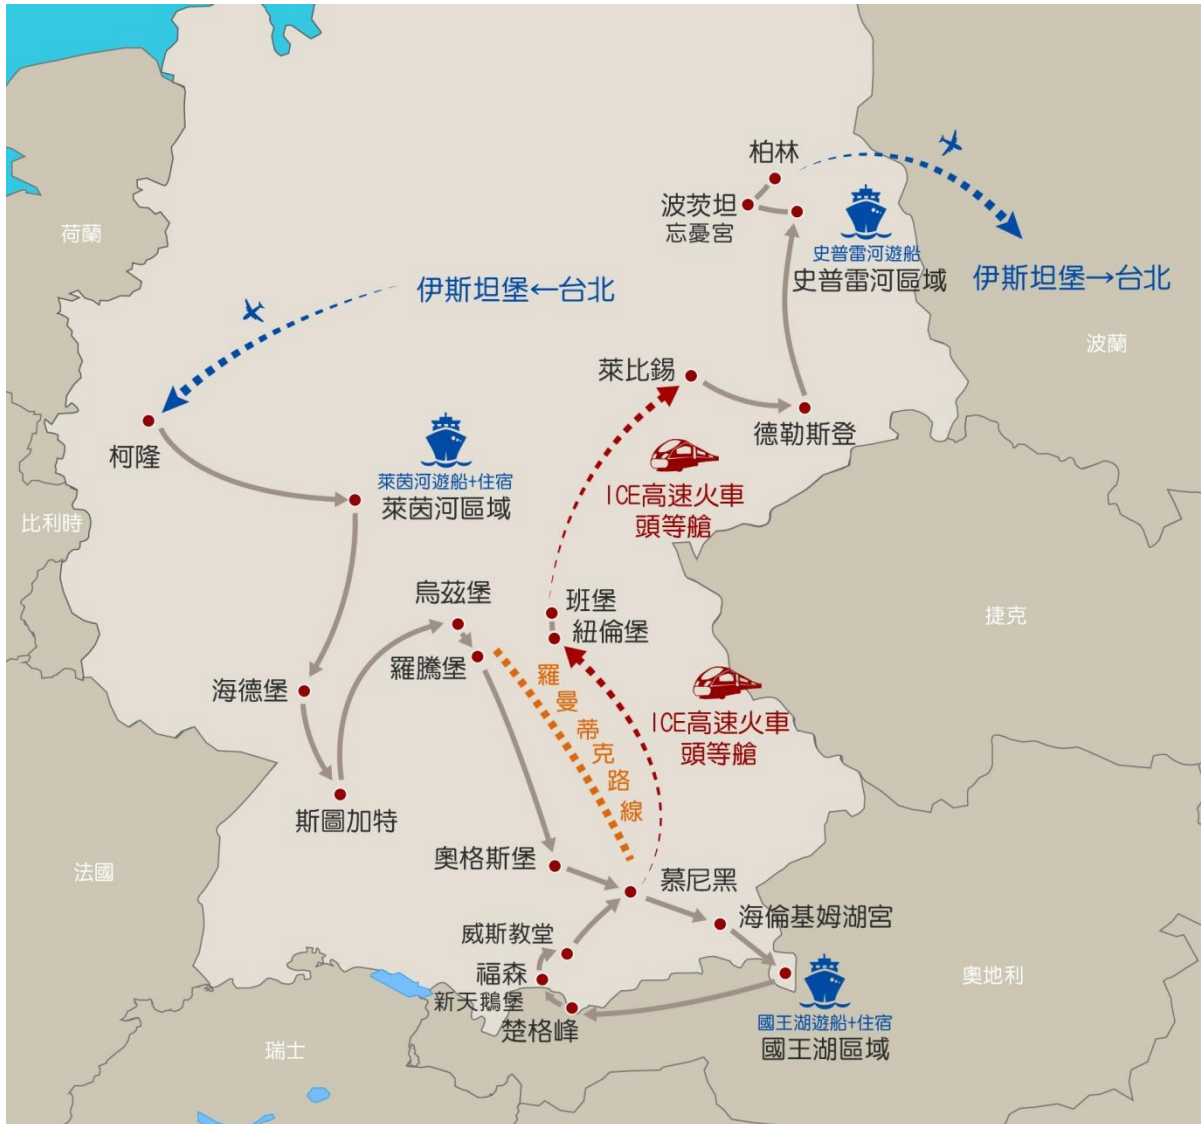 柏林
波茨坦
忘憂宮
史普雷河遊船
史普雷河區域
荷蘭
伊斯坦堡←台北
伊斯坦堡→台北
波蘭
萊比錫
德勒斯登
柯隆
萊茵河遊船+住宿
萊茵河區域
ICE高速火車
頭等艙
比利時
烏茲堡
班堡
紐倫堡
捷克
羅騰堡
羅曼蒂克路線
海德堡
ICE高速火車
頭等艙
斯圖加特
法國
奧格斯堡
慕尼黑
海倫基姆湖宮
威斯教堂
福森
新天鵝堡
楚格峰
奧地利
國王湖遊船+住宿
國王湖區域
瑞士